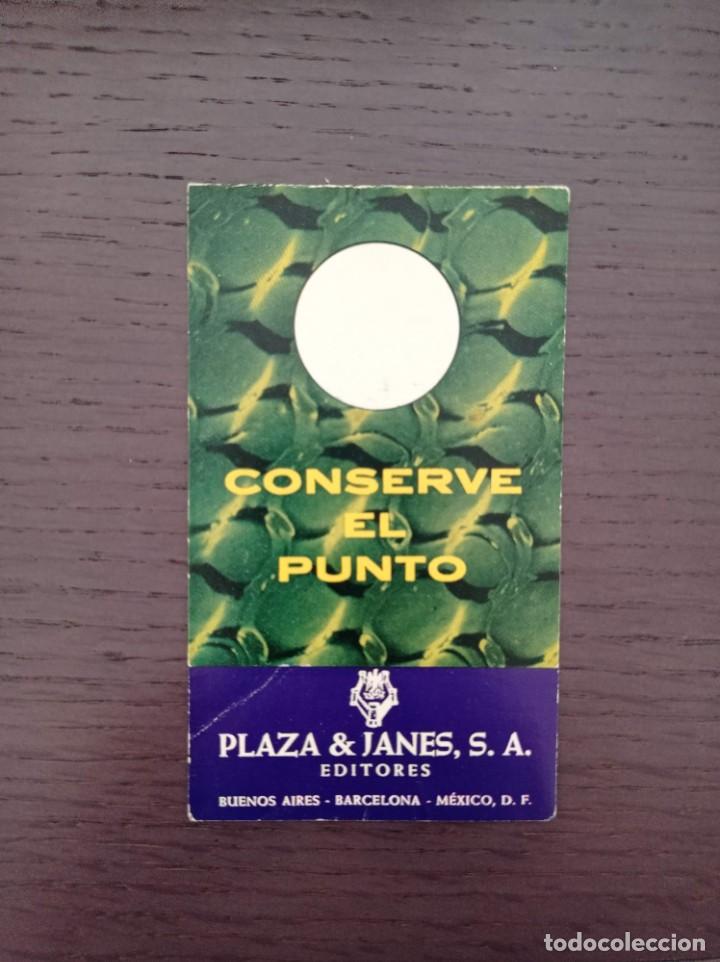 CONSERVE
EL
PUNTO
PLAZA & JANES, S. A.
EDITORES
BUENOS AIRES - BARCELONA - MÉXICO, D. F.
todocoleccion